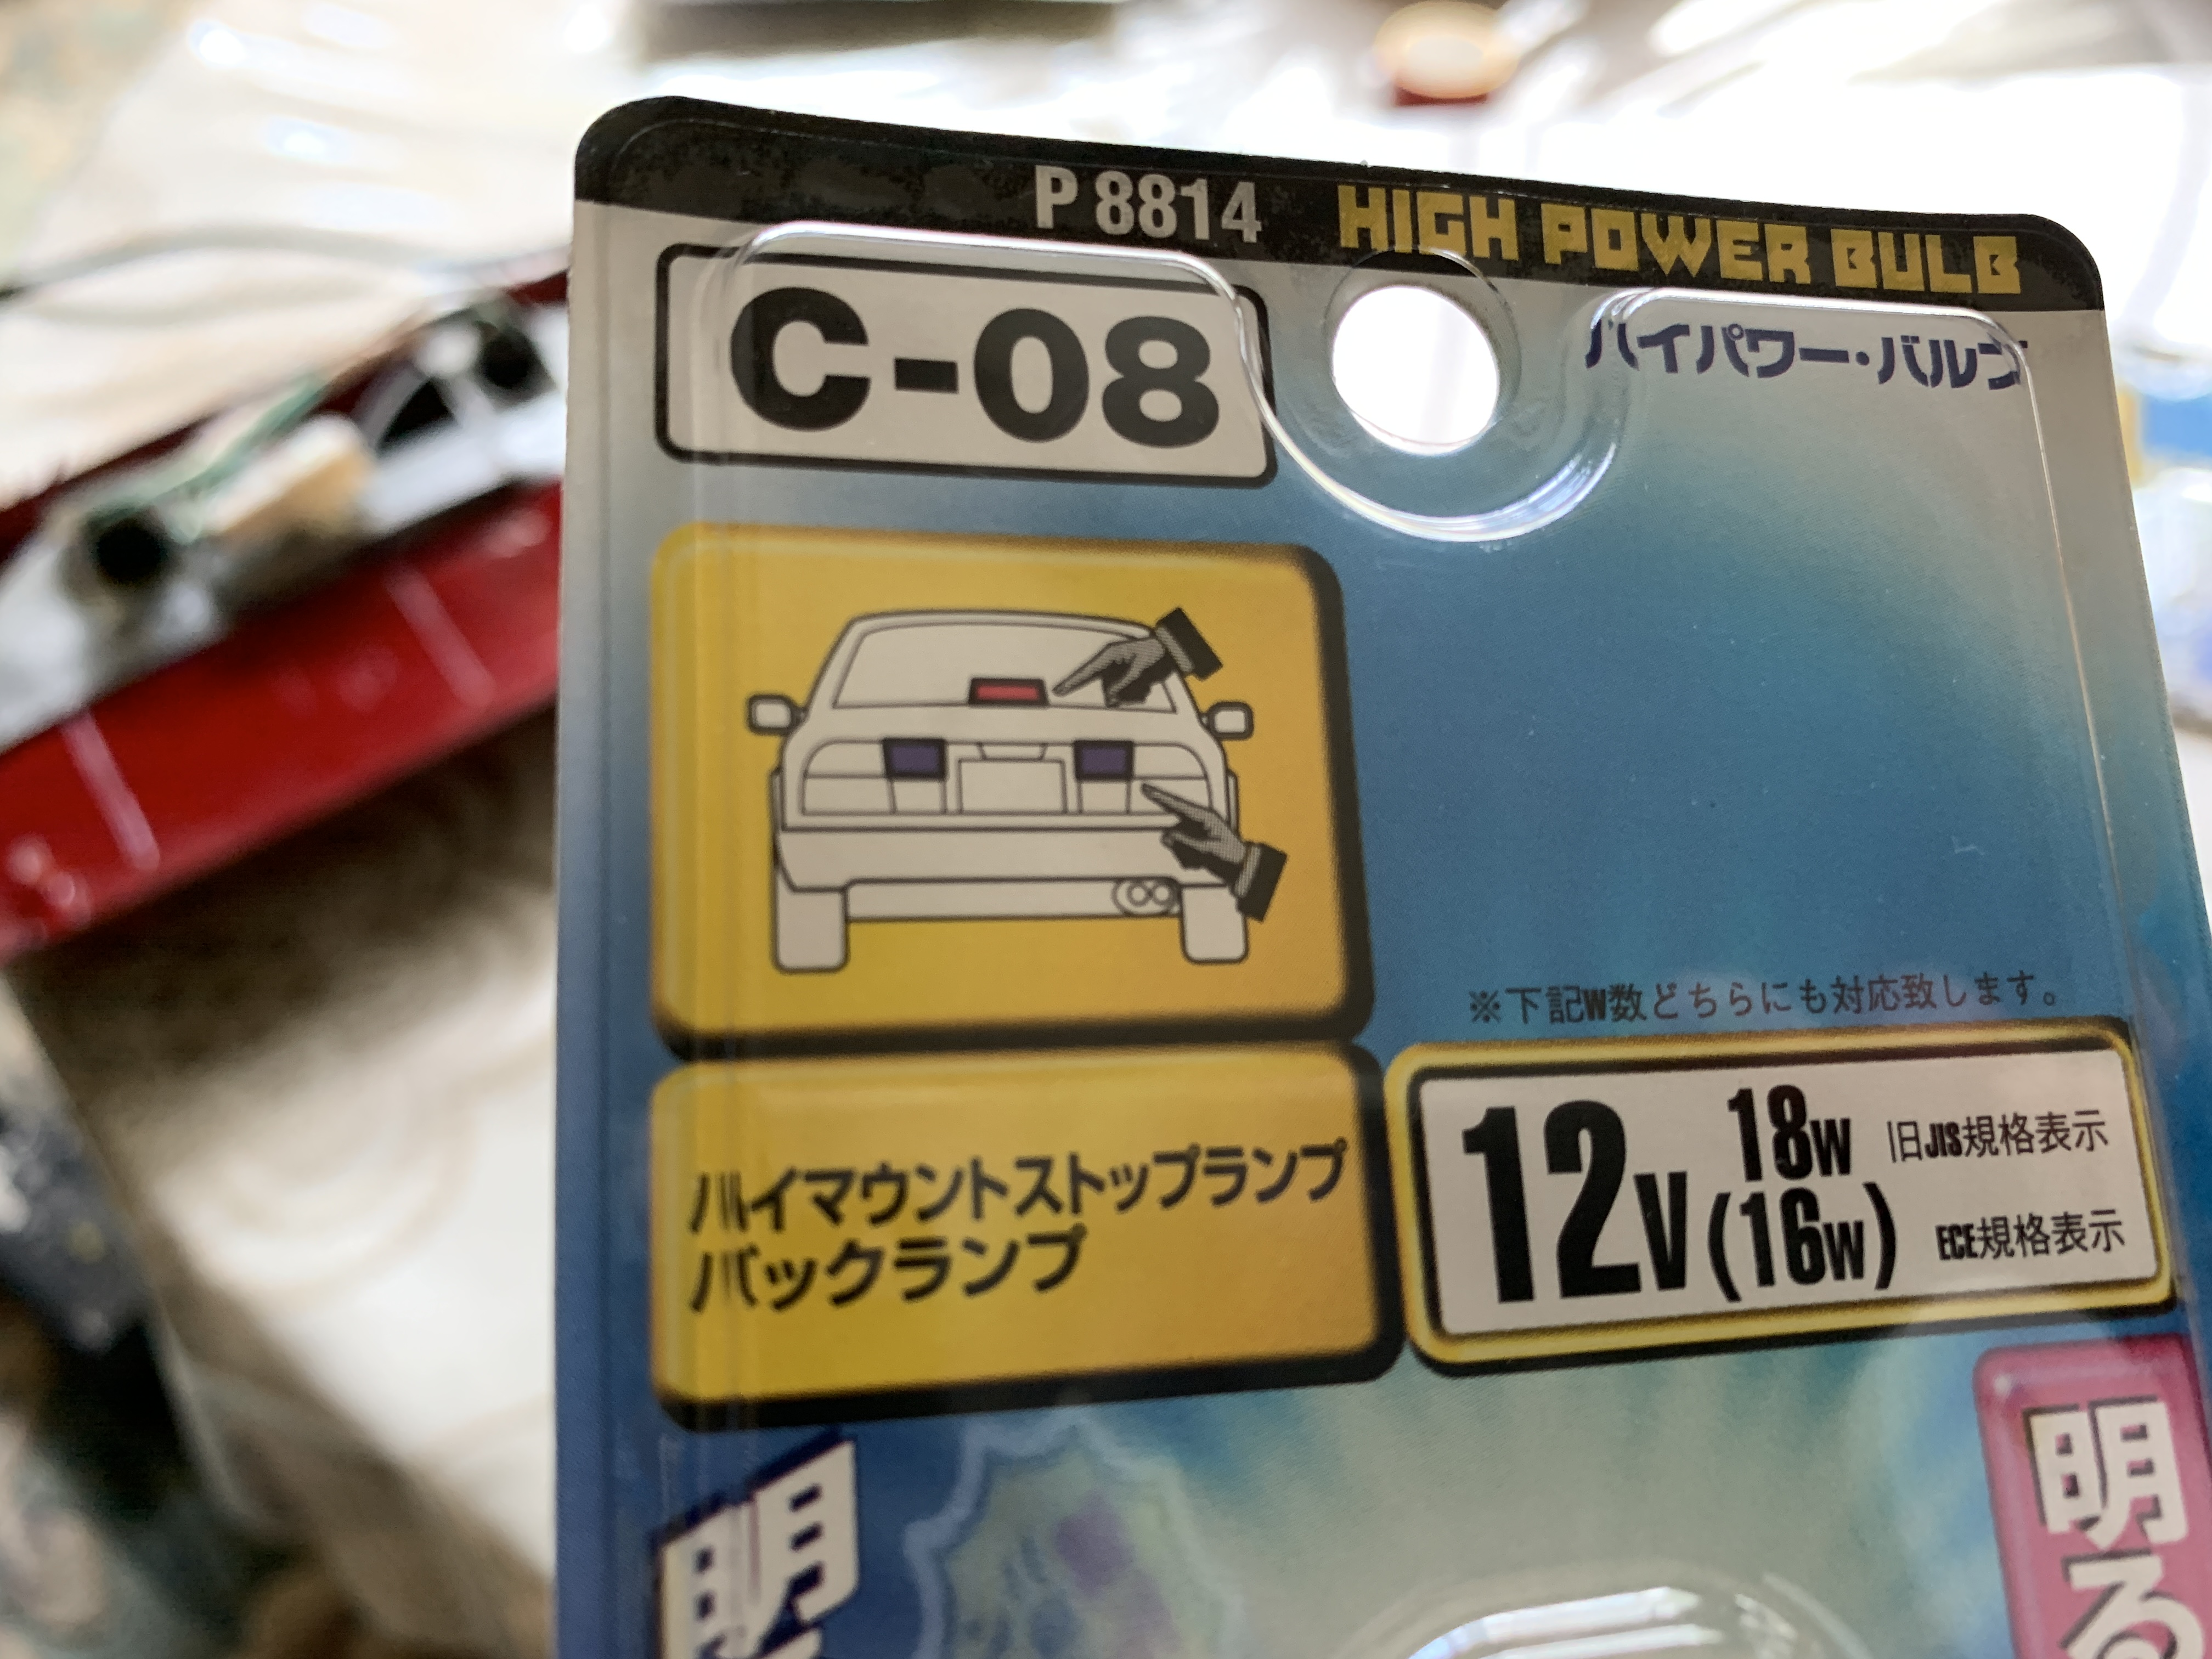 P 8814 HIGH POWER BULB
C-08
ハイパワー・バルブ
※下記W数どちらにも対応致します。
12V 18W 旧JIS規格表示
(16W) ECE規格表示
ハイマウントストップランプ
バックランプ
明
明る